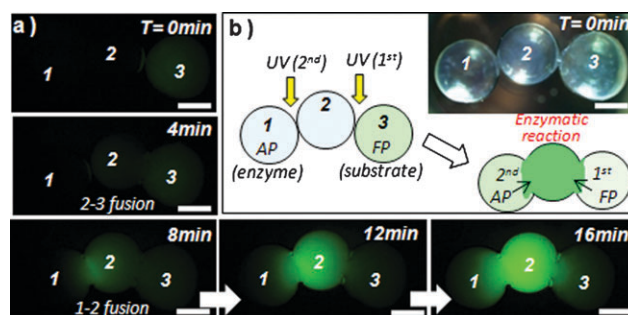 a )
T= 0min
1
2
3
4min
2
3
2-3 fusion
8min
1
2
3
1-2 fusion
12min
1
2
3
16min
1
2
3
b )
UV (2nd)
UV (1st)
1
2
3
AP
FP
(enzyme)
(substrate)
T= 0min
1
2
3
Enzymatic
reaction
2nd
1st
AP
FP